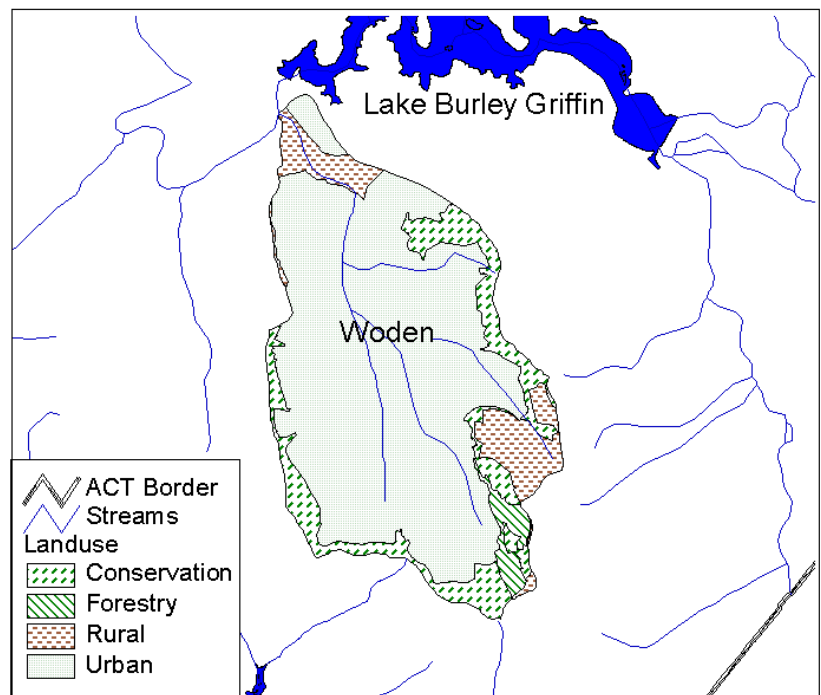 Lake Burley Griffin
Woden
ACT Border
Streams
Landuse
Conservation
Forestry
Rural
Urban